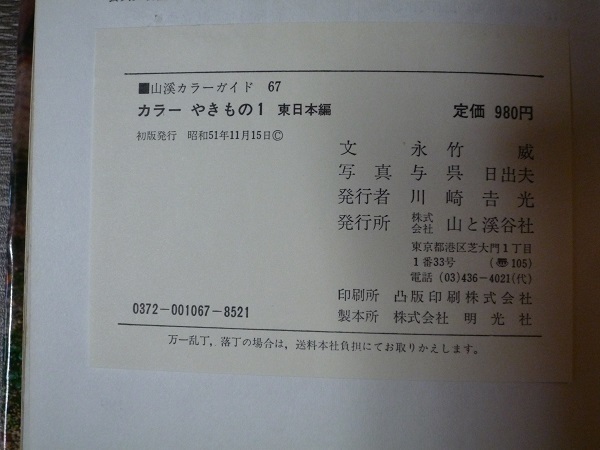 ■山溪カラーガイド 67
カラー やきもの1 東日本編 定価 980円
初版発行 昭和51年11月15日©
文 永竹 威
写真 与呉 日出夫
発行者 川崎吉光
発行所 株式会社 山と溪谷社
東京都港区芝大門1丁目
1番33号 (〒105)
電話 (03)436-4021(代)
印刷所 凸版印刷株式会社
0372-001067-8521
製本所 株式会社 明光社
万一乱丁，落丁の場合は，送料本社負担にてお取りかえします。